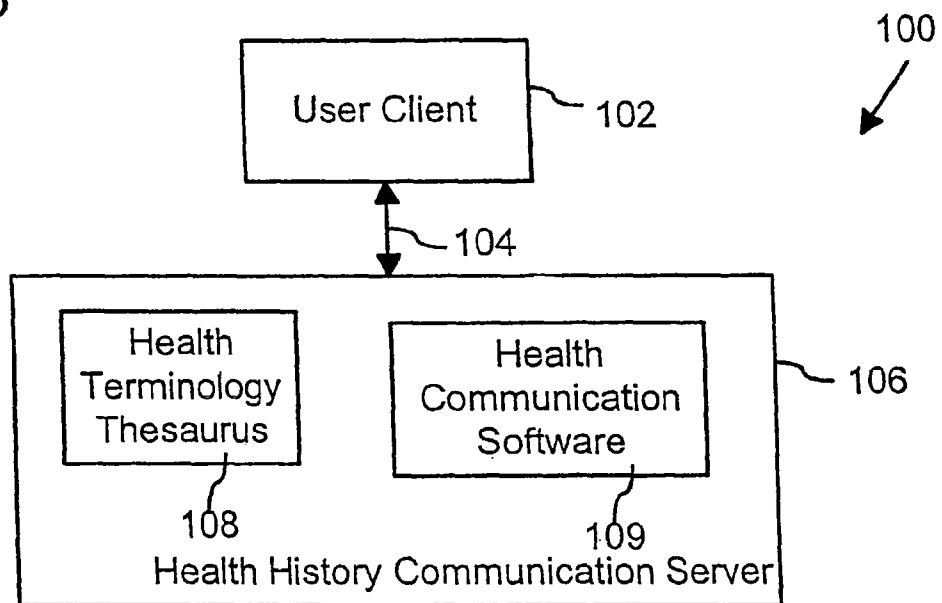 100
User Client
102
104
Health
Terminology
Thesaurus
Health
Communication
Software
106
108
109
Health History Communication Server